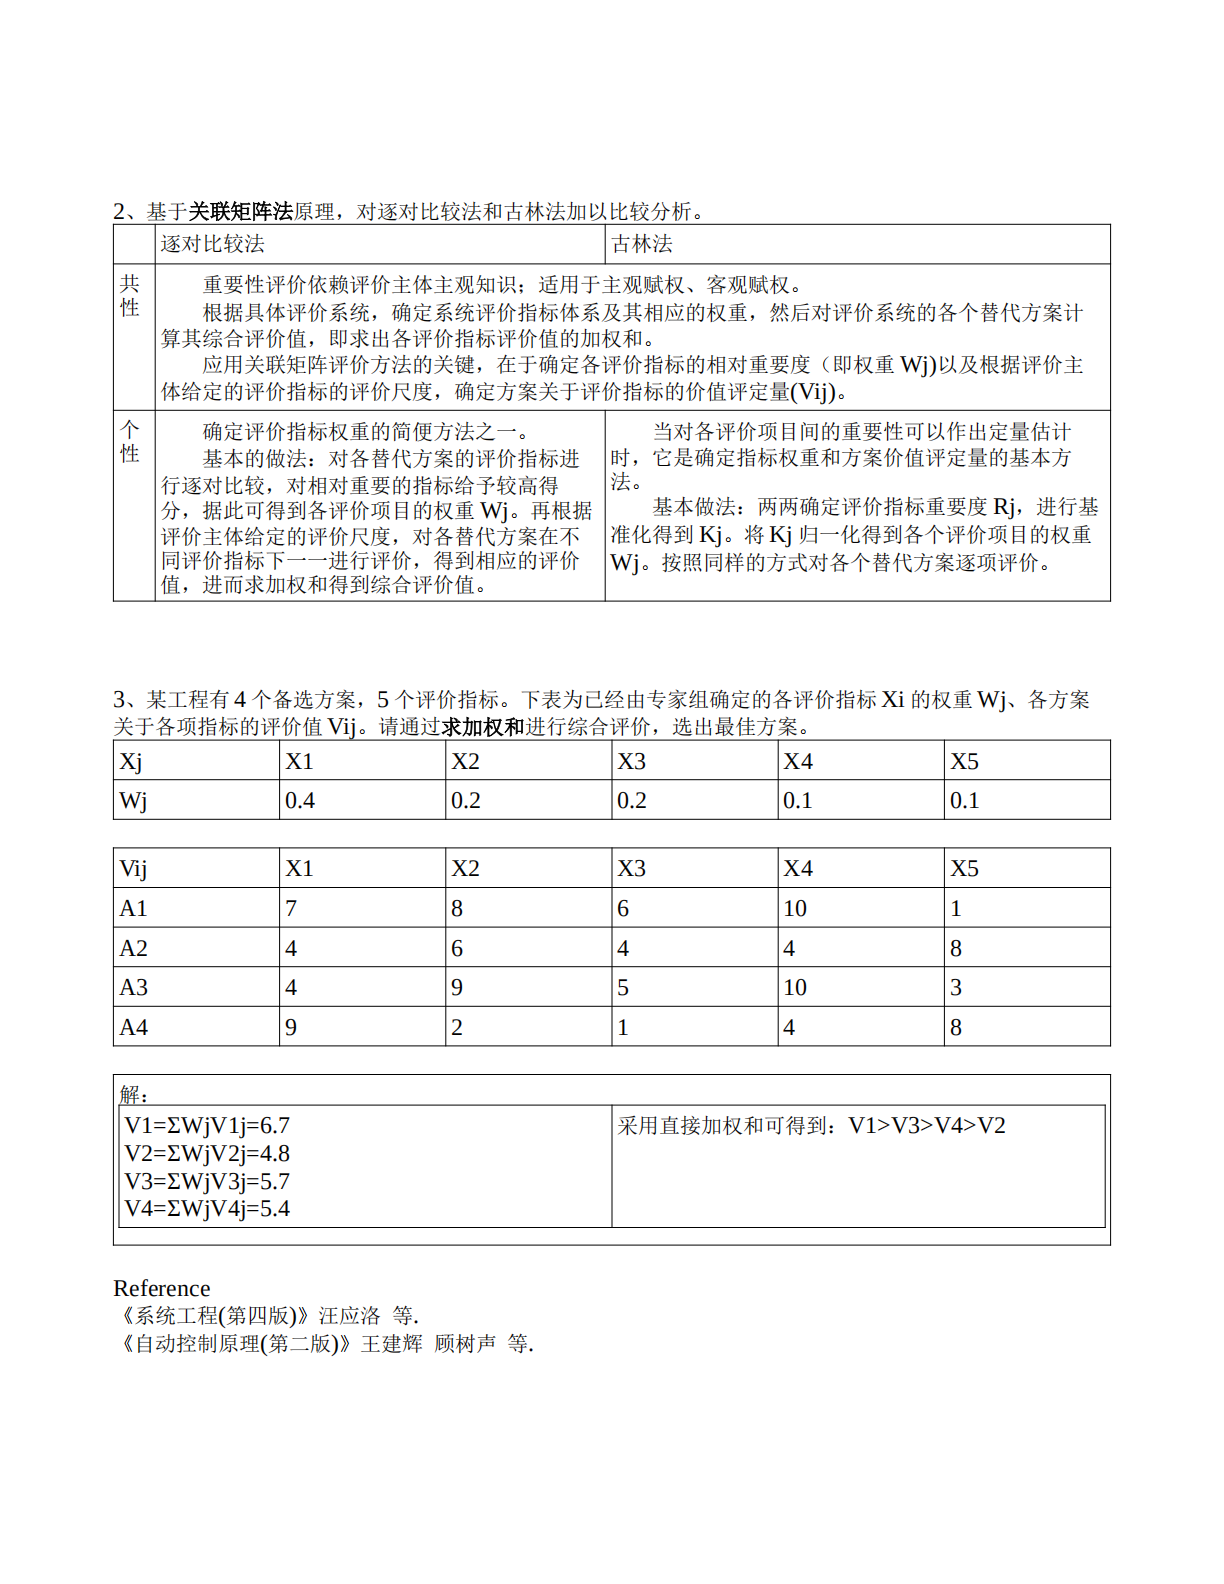 2、基于关联矩阵法原理，对逐对比较法和古林法加以比较分析。
逐对比较法
古林法
共性
重要性评价依赖评价主体主观知识；适用于主观赋权、客观赋权。
根据具体评价系统，确定系统评价指标体系及其相应的权重，然后对评价系统的各个替代方案计
算其综合评价值，即求出各评价指标评价值的加权和。
应用关联矩阵评价方法的关键，在于确定各评价指标的相对重要度（即权重 Wj)以及根据评价主
体给定的评价指标的评价尺度，确定方案关于评价指标的价值评定量(Vij)。
个性
确定评价指标权重的简便方法之一。
基本的做法：对各替代方案的评价指标进
行逐对比较，对相对重要的指标给予较高得
分，据此可得到各评价项目的权重 Wj。再根据
评价主体给定的评价尺度，对各替代方案在不
同评价指标下一一进行评价，得到相应的评价
值，进而求加权和得到综合评价值。
当对各评价项目间的重要性可以作出定量估计
时，它是确定指标权重和方案价值评定量的基本方
法。
基本做法：两两确定评价指标重要度 Rj，进行基
准化得到 Kj。将 Kj 归一化得到各个评价项目的权重
Wj。按照同样的方式对各个替代方案逐项评价。
3、某工程有 4 个备选方案，5 个评价指标。下表为已经由专家组确定的各评价指标 Xi 的权重 Wj、各方案
关于各项指标的评价值 Vij。请通过求加权和进行综合评价，选出最佳方案。
Xj X1 X2 X3 X4 X5
Wj 0.4 0.2 0.2 0.1 0.1
Vij X1 X2 X3 X4 X5
A1 7 8 6 10 1
A2 4 6 4 4 8
A3 4 9 5 10 3
A4 9 2 1 4 8
解：
V1=ΣWjV1j=6.7
V2=ΣWjV2j=4.8
V3=ΣWjV3j=5.7
V4=ΣWjV4j=5.4
采用直接加权和可得到：V1>V3>V4>V2
Reference
《系统工程(第四版)》汪应洛 等.
《自动控制原理(第二版)》王建辉 顾树声 等.